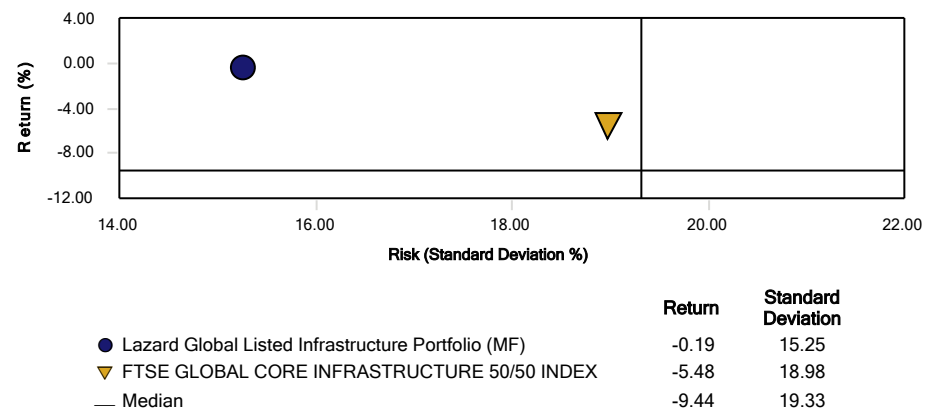 4.00
0.00
-4.00
-8.00
-12.00
Return (%)
14.00 16.00 18.00 20.00 22.00
Risk (Standard Deviation %)
Return Standard Deviation
Lazard Global Listed Infrastructure Portfolio (MF) -0.19 15.25
FTSE GLOBAL CORE INFRASTRUCTURE 50/50 INDEX -5.48 18.98
Median -9.44 19.33